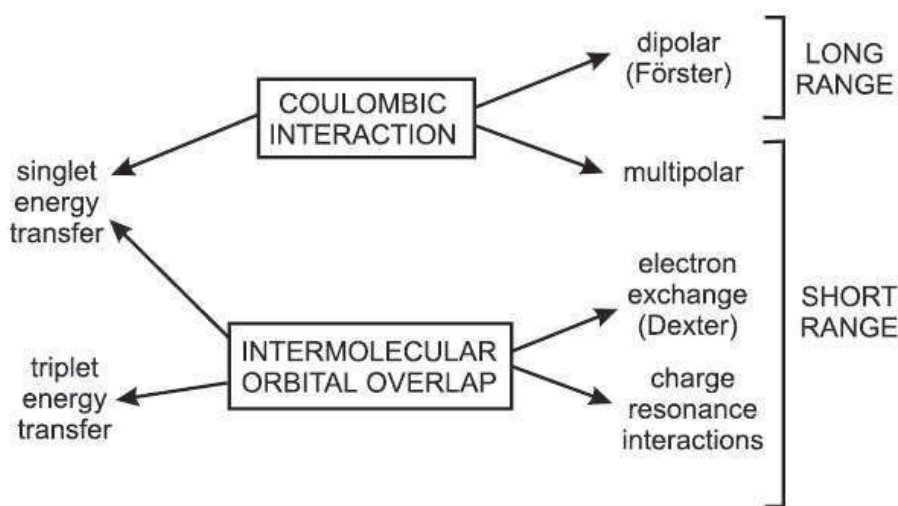 dipolar
(Förster)
LONG
RANGE
COULOMBIC
INTERACTION
multipolar
singlet
energy
transfer
electron
exchange
(Dexter)
SHORT
RANGE
INTERMOLECULAR
ORBITAL OVERLAP
triplet
energy
transfer
charge
resonance
interactions